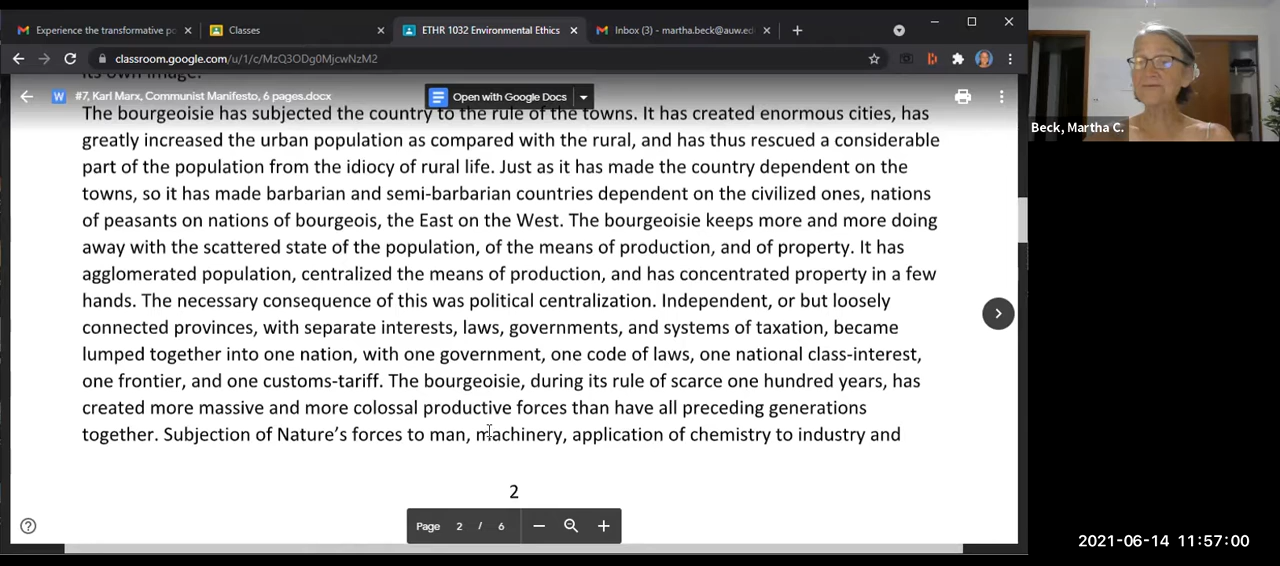 Experience the transformative po
Classes
ETHR 1032 Environmental Ethics
Inbox (3) - martha.beck@auw.ed
classroom.google.com/u/1/c/MzQ3ODg0MjcwNzM2
its own image.
#7, Karl Marx, Communist Manifesto, 6 pages.docx
Open with Google Docs
The bourgeoisie has subjected the country to the rule of the towns. It has created enormous cities, has
greatly increased the urban population as compared with the rural, and has thus rescued a considerable
part of the population from the idiocy of rural life. Just as it has made the country dependent on the
towns, so it has made barbarian and semi-barbarian countries dependent on the civilized ones, nations
of peasants on nations of bourgeois, the East on the West. The bourgeoisie keeps more and more doing
away with the scattered state of the population, of the means of production, and of property. It has
agglomerated population, centralized the means of production, and has concentrated property in a few
hands. The necessary consequence of this was political centralization. Independent, or but loosely
connected provinces, with separate interests, laws, governments, and systems of taxation, became
lumped together into one nation, with one government, one code of laws, one national class-interest,
one frontier, and one customs-tariff. The bourgeoisie, during its rule of scarce one hundred years, has
created more massive and more colossal productive forces than have all preceding generations
together. Subjection of Nature’s forces to man, machinery, application of chemistry to industry and
2
Page 2 / 6
Beck, Martha C.
2021-06-14 11:57:00